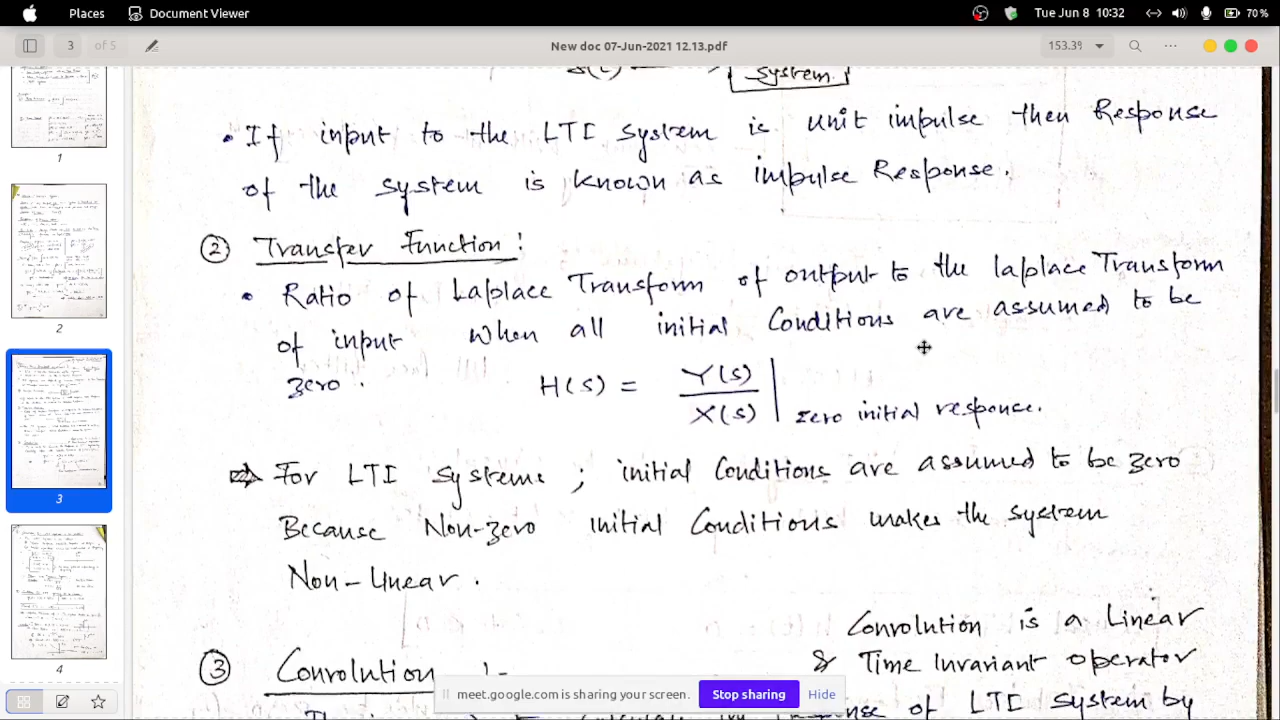 Places Document Viewer Tue Jun 8 10:32 70 %
3 of 5 New doc 07-Jun-2021 12.13.pdf 153.39
system
• If input to the LTI system is unit impulse then Response
of the system is known as impulse Response.
② Transfer Function :
• Ratio of Laplace Transform of output to the laplace Transform
of input when all initial Conditions are assumed to be
zero.
H(s) = Y(s) / X(s) | zero initial response.
⇒ For LTI systems ; initial Conditions are assumed to be zero
Because Non-zero initial Conditions makes the system
Non-linear.
Convolution is a Linear
③ Convolution :-
& Time Invariant operator
of LTI system by
meet.google.com is sharing your screen. Stop sharing Hide
1
2
3
4